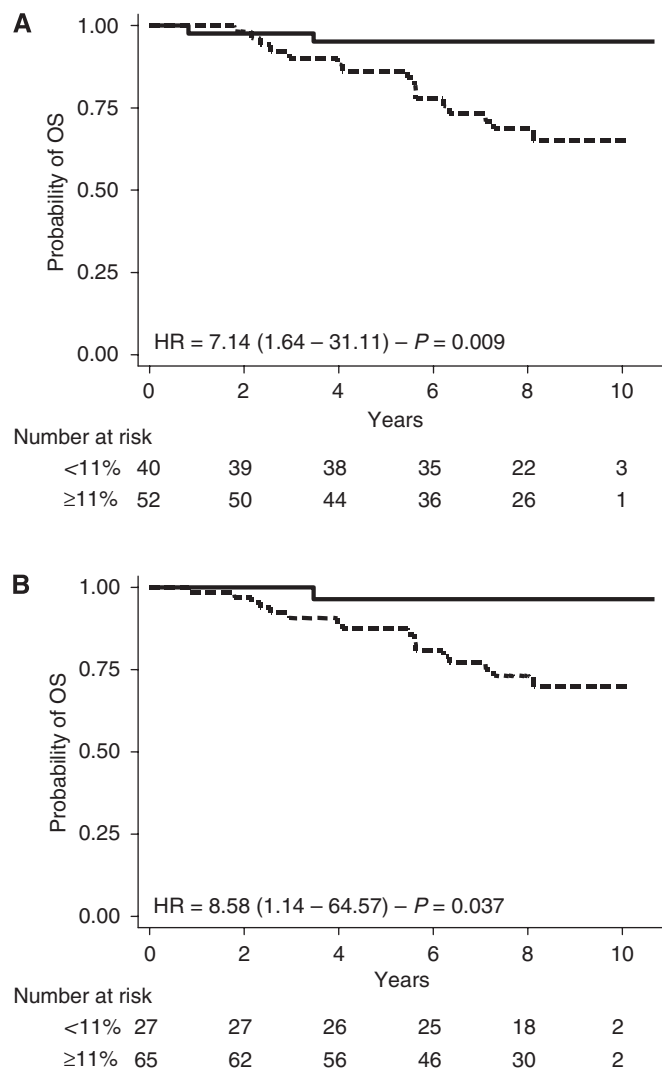 A
1.00
0.75
0.50
0.25
0.00
Probability of OS
HR = 7.14 (1.64 – 31.11) – P = 0.009
0 2 4 6 8 10
Years
Number at risk
<11% 40 39 38 35 22 3
≥11% 52 50 44 36 26 1
B
1.00
0.75
0.50
0.25
0.00
Probability of OS
HR = 8.58 (1.14 – 64.57) – P = 0.037
0 2 4 6 8 10
Years
Number at risk
<11% 27 27 26 25 18 2
≥11% 65 62 56 46 30 2